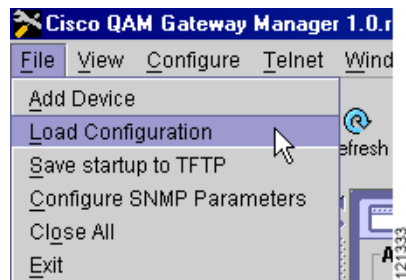 Cisco QAM Gateway Manager 1.0.r
File View Configure Telnet Wind
Add Device
Load Configuration
efresh
Save startup to TFTP
Configure SNMP Parameters
Close All
Exit
A
121333